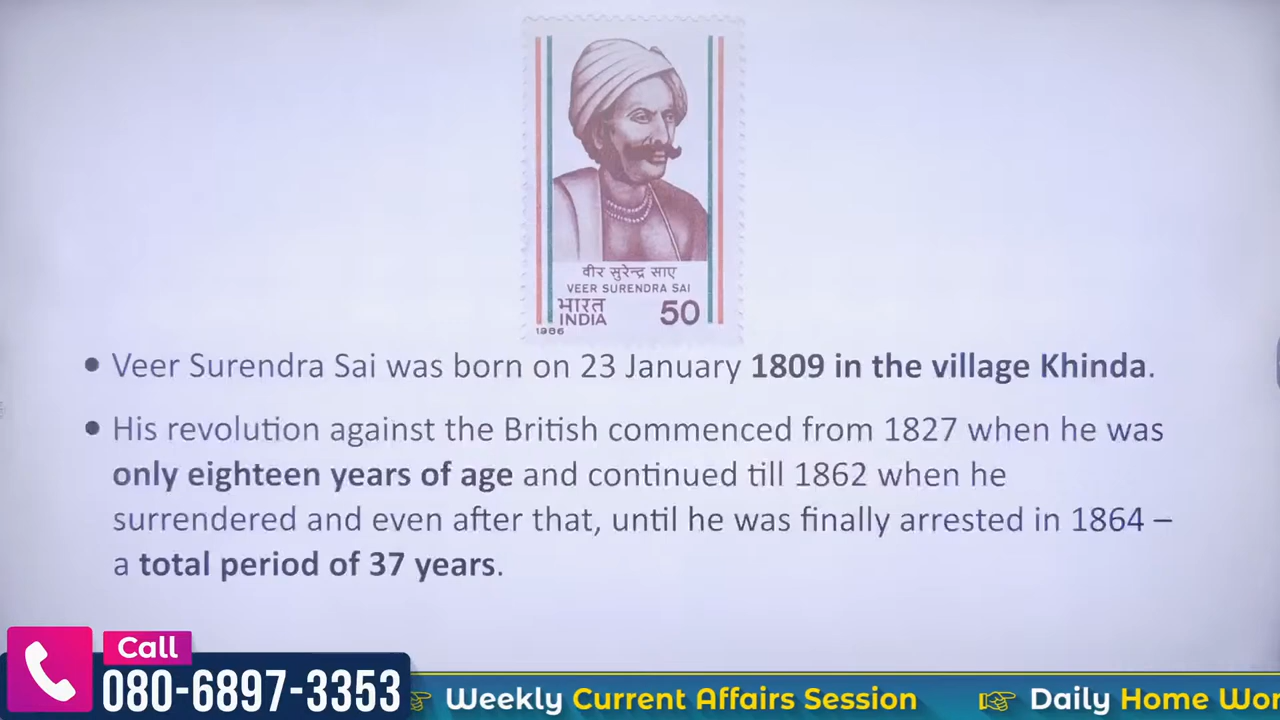 वीर सुरेन्द्र साए
VEER SURENDRA SAI
भारत
INDIA
50
1986
• Veer Surendra Sai was born on 23 January 1809 in the village Khinda.
• His revolution against the British commenced from 1827 when he was
only eighteen years of age and continued till 1862 when he
surrendered and even after that, until he was finally arrested in 1864 –
a total period of 37 years.
Call
080-6897-3353
Weekly Current Affairs Session
Daily Home Wor